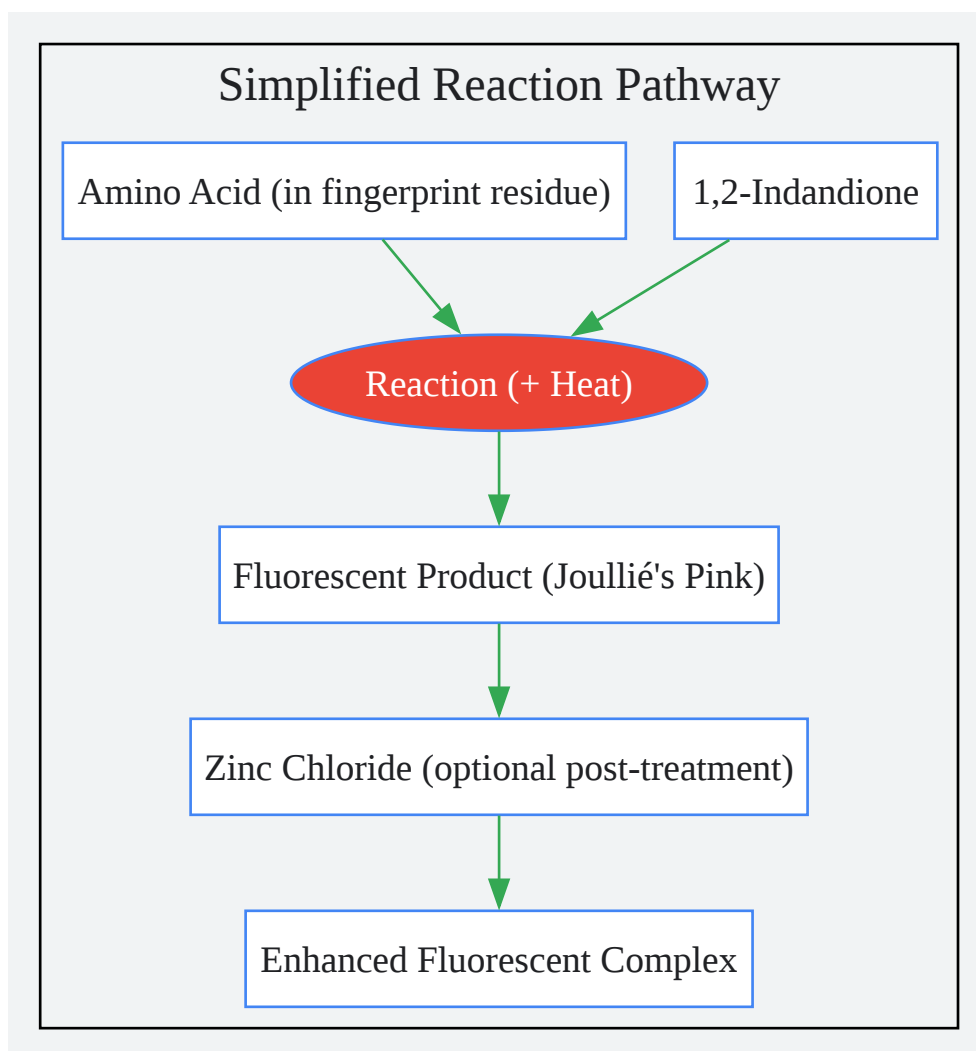 Simplified Reaction Pathway
Amino Acid (in fingerprint residue)
1,2-Indandione
Reaction (+ Heat)
Fluorescent Product (Joullié's Pink)
Zinc Chloride (optional post-treatment)
Enhanced Fluorescent Complex